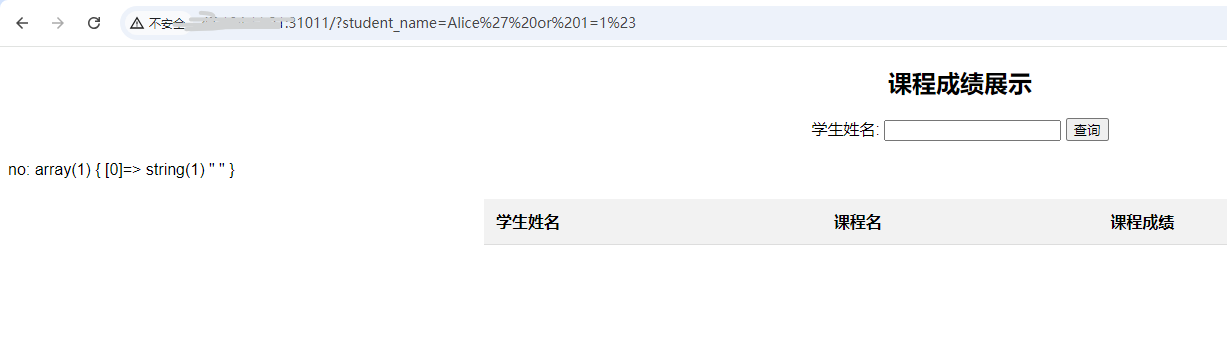 不安全 1:31011/?student_name=Alice%27%20or%201=1%23
课程成绩展示
学生姓名: 查询
no: array(1) { [0]=> string(1) " " }
学生姓名 课程名 课程成绩